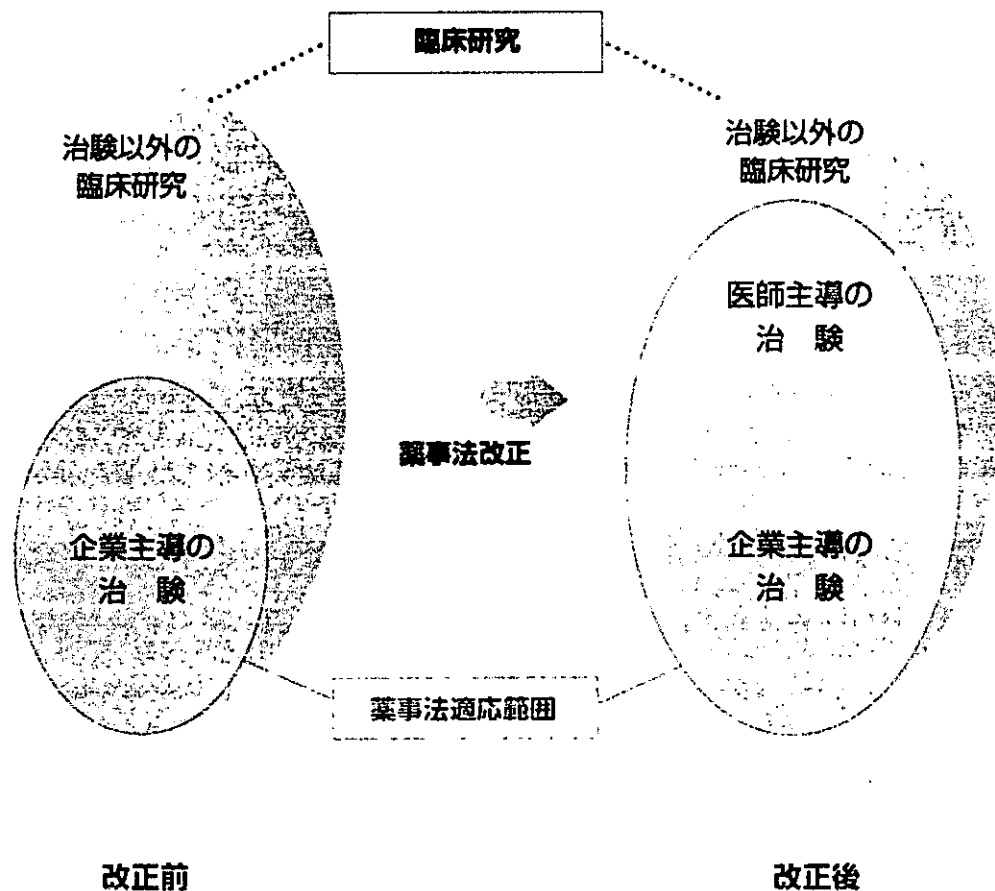 臨床研究
治験以外の
臨床研究
治験以外の
臨床研究
医師主導の
治 験
薬事法改正
企業主導の
治 験
企業主導の
治 験
薬事法適応範囲
改正前
改正後